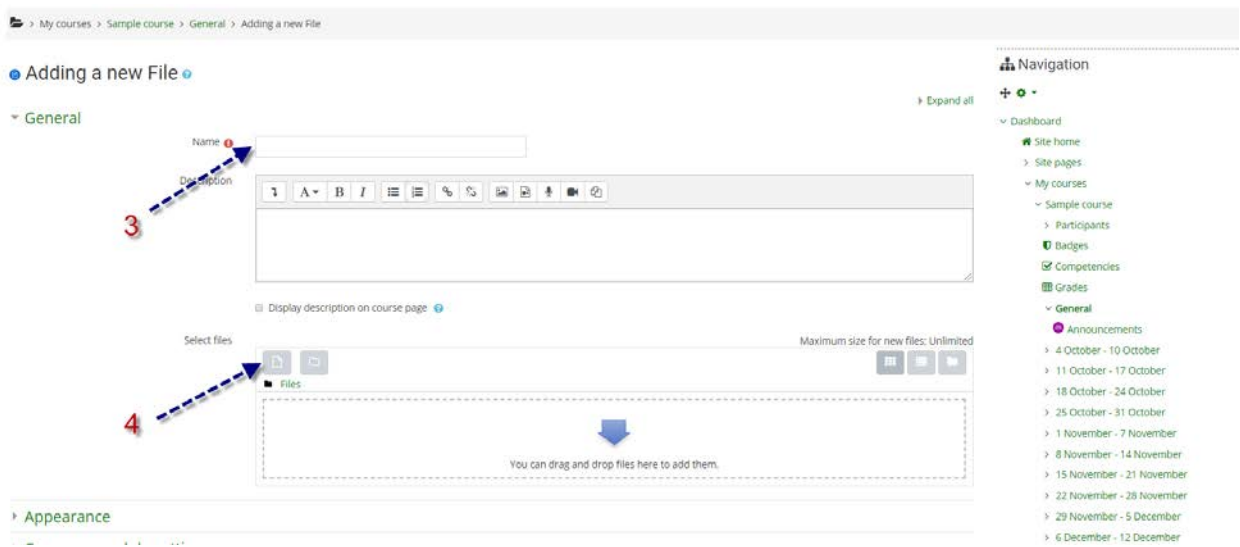 > My courses > Sample course > General > Adding a new File
Adding a new File
Expand all
General
Name
Description
A B I
3
Display description on course page
Select files
Maximum size for new files: Unlimited
Files
4
You can drag and drop files here to add them.
Appearance
Navigation
Dashboard
Site home
Site pages
My courses
Sample course
Participants
Badges
Competencies
Grades
General
Announcements
4 October - 10 October
11 October - 17 October
18 October - 24 October
25 October - 31 October
1 November - 7 November
8 November - 14 November
15 November - 21 November
22 November - 28 November
29 November - 5 December
6 December - 12 December